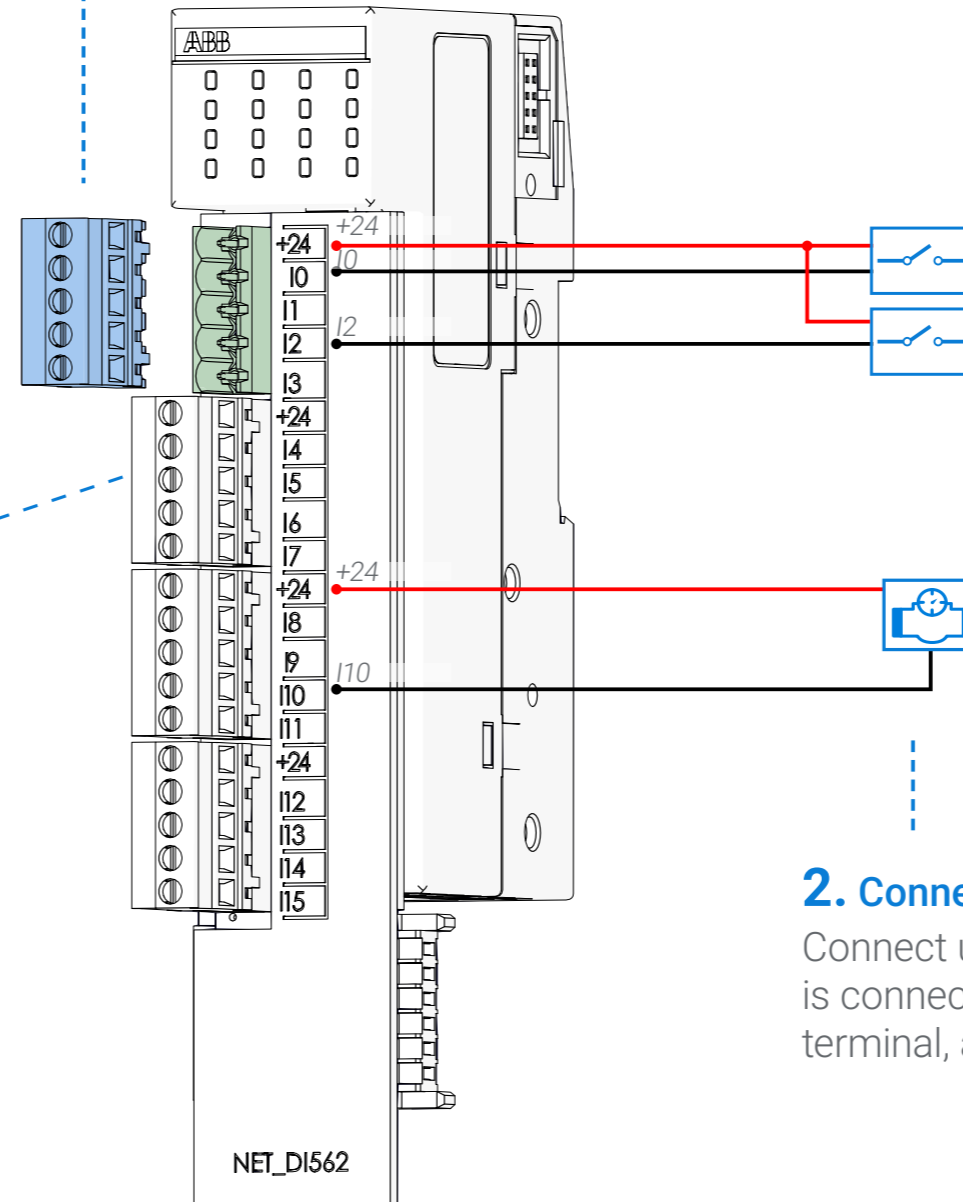 ABB
+24
I0
I1
I2
I3
+24
I4
I5
I6
I7
+24
I8
I9
I10
I11
+24
I12
I13
I14
I15
+24
I0
I2
+24
I10
2. Conne
Connect u
is connec
terminal, a
NET_DI562